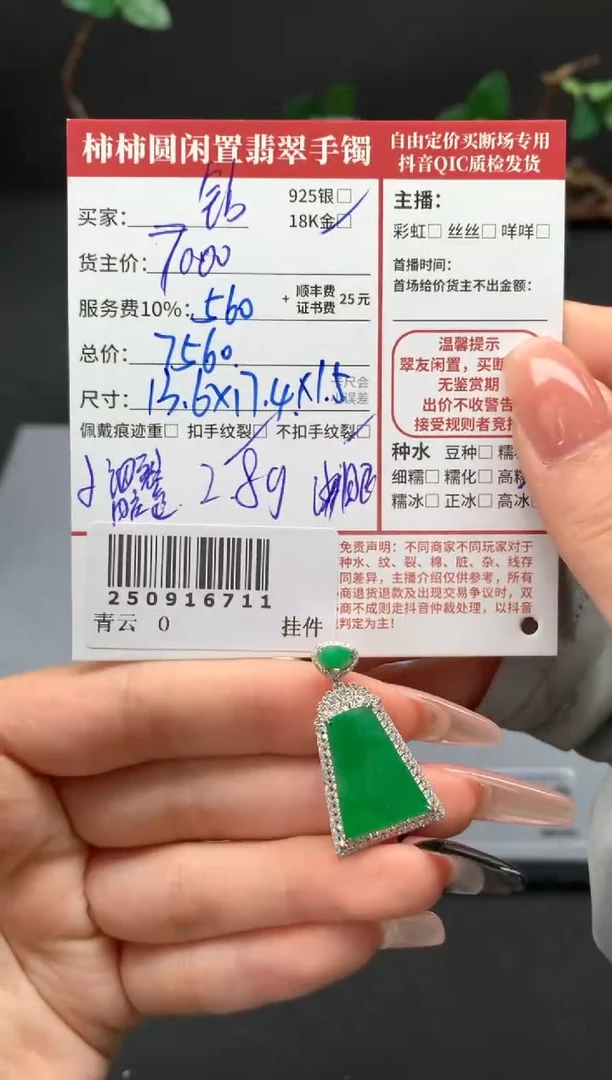 柿柿圆闲置翡翠手镯
自由定价买断场专用
抖音QIC质检发货
买家：
925银□
18K金□
货主价：7000
服务费10%：560 + 顺丰费 证书费 25元
总价：7560
尺寸：13.6×17.4×1.5
佩戴痕迹重□ 扣手纹裂□ 不扣手纹裂□
2.8g
主播：
彩虹□ 丝丝□ 咩咩□
首播时间：
首场给价货主不出金额：
温馨提示
翠友闲置，买断
无鉴赏期
出价不收警告
接受规则者竞拍
种水 豆种□ 糯
细糯□ 糯化□ 高糯
糯冰□ 正冰□ 高冰□
250916711
青云 0 挂件
免责声明：不同商家不同玩家对于
种水、纹、裂、棉、脏、杂、线存
同差异，主播介绍仅供参考，所有
商退货退款及出现交易争议时，双
商不成则走抖音仲裁处理，以抖音
判定为主！